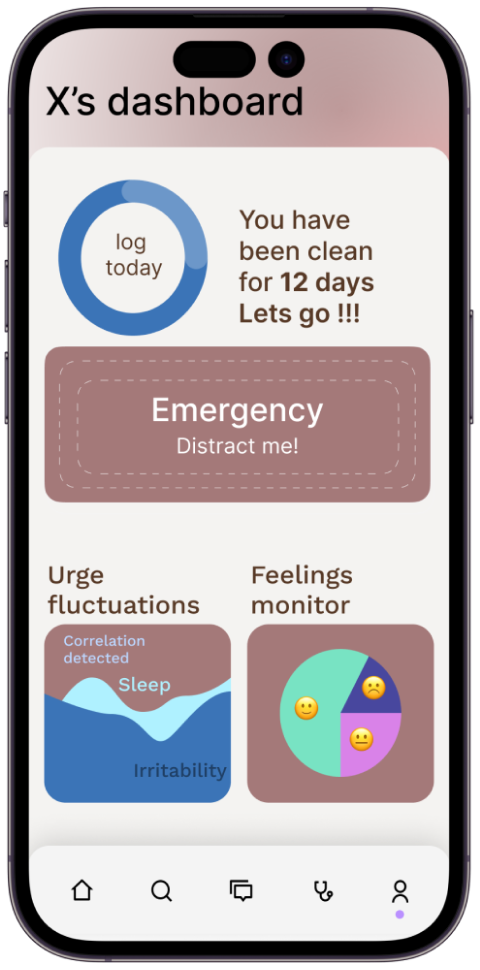 X’s dashboard
log
today
You have
been clean
for 12 days
Lets go !!!
Emergency
Distract me!
Urge
fluctuations
Feelings
monitor
Correlation
detected
Sleep
Irritability